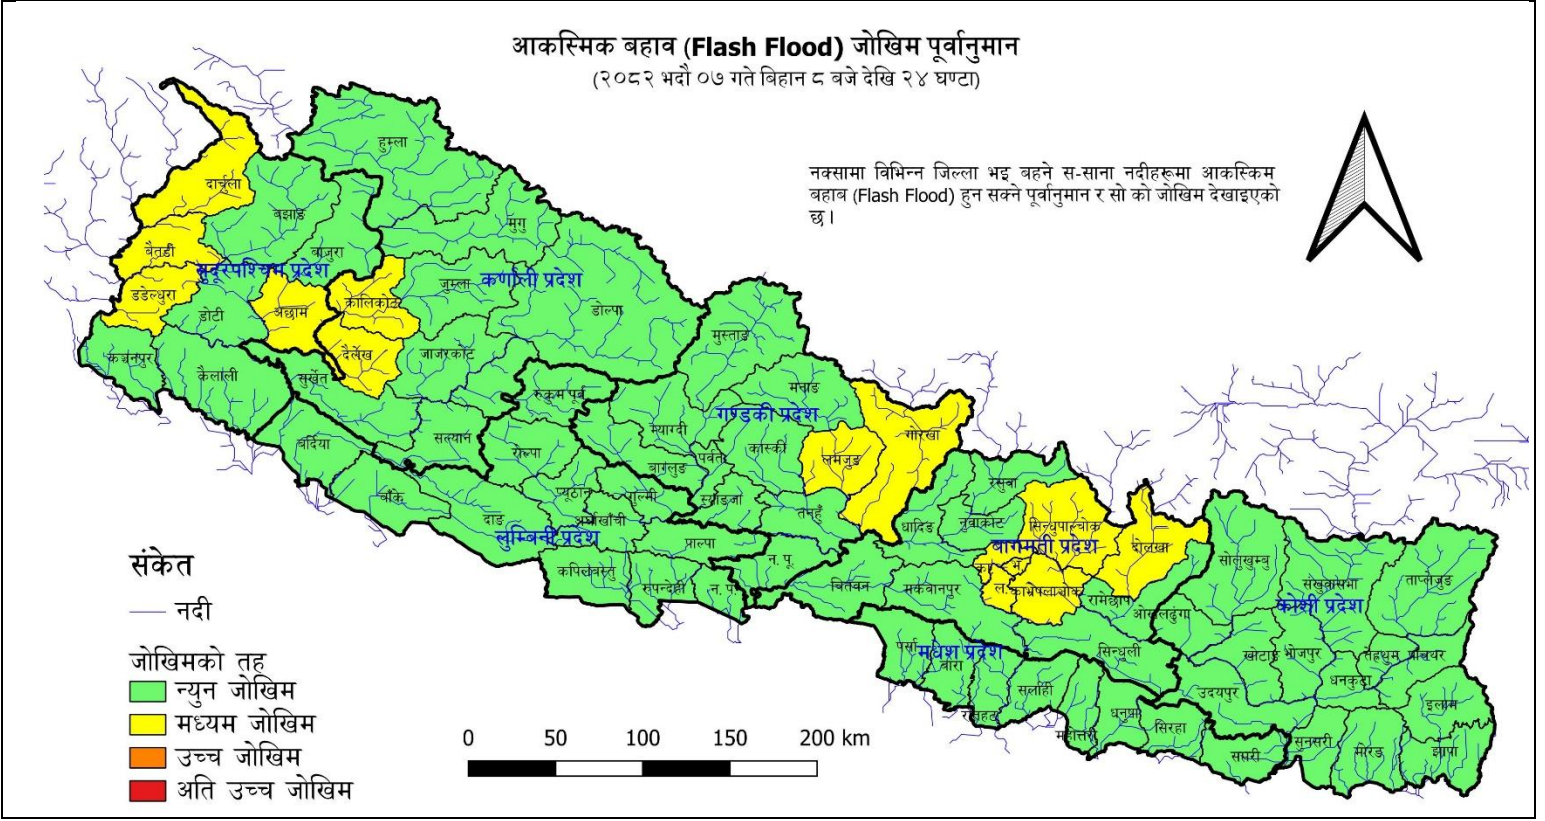 आकस्मिक बहाव (Flash Flood) जोखिम पूर्वानुमान
(२०८२ भदौ ०७ गते बिहान ८ बजे देखि २४ घण्टा)
नक्सामा विभिन्न जिल्ला भइ बहने स-साना नदीहरूमा आकस्किम
बहाब (Flash Flood) हुन सक्ने पूर्वानुमान र सो को जोखिम देखाइएको
छ।
हुम्ला
दार्चुला
बझाङ
मुगु
बैतडी
बाजुरा
सुदूरपश्चिम प्रदेश
कर्णाली प्रदेश
जुम्ला
डडेल्धुरा
कालिकोट
अछाम
डोटी
डोल्पा
मुस्ताङ
कञ्चनपुर
दैलेख
जाजरकोट
कैलाली
सुर्खेत
मनाङ
रुकुम पूर्व
गण्डकी प्रदेश
म्याग्दी
गोरखा
बर्दिया
सल्यान
रोल्पा
कास्की
लमजुङ
बागलुङ
पर्वत
रसुवा
बाँके
प्यूठान
गुल्मी
स्याङजा
तनहुँ
दाङ
अर्घाखाँची
धादिङ
नुवाकोट
सिन्धुपाल्चोक
लुम्बिनी प्रदेश
बागमती प्रदेश
दोलखा
पाल्पा
न. पू.
सोलुखुम्बु
कपिलवस्तु
रुपन्देही
न. प.
चितवन
मकवानपुर
का
भ.
ल.
काभ्रेपलाञ्चोक
रामेछाप
ओखलढुंगा
संखुवासभा
ताप्लेजुङ
कोशी प्रदेश
पर्सा
मधेश प्रदेश
बारा
सिन्धुली
खोटाङ
भोजपुर
तेह्रथुम
पाँचथर
धनकुटा
सर्लाही
उदयपुर
इलाम
रौतहट
धनुषा
महोत्तरी
सिरहा
सप्तरी
सुनसरी
मोरङ
झापा
संकेत
नदी
जोखिमको तह
न्युन जोखिम
मध्यम जोखिम
उच्च जोखिम
अति उच्च जोखिम
0 50 100 150 200 km